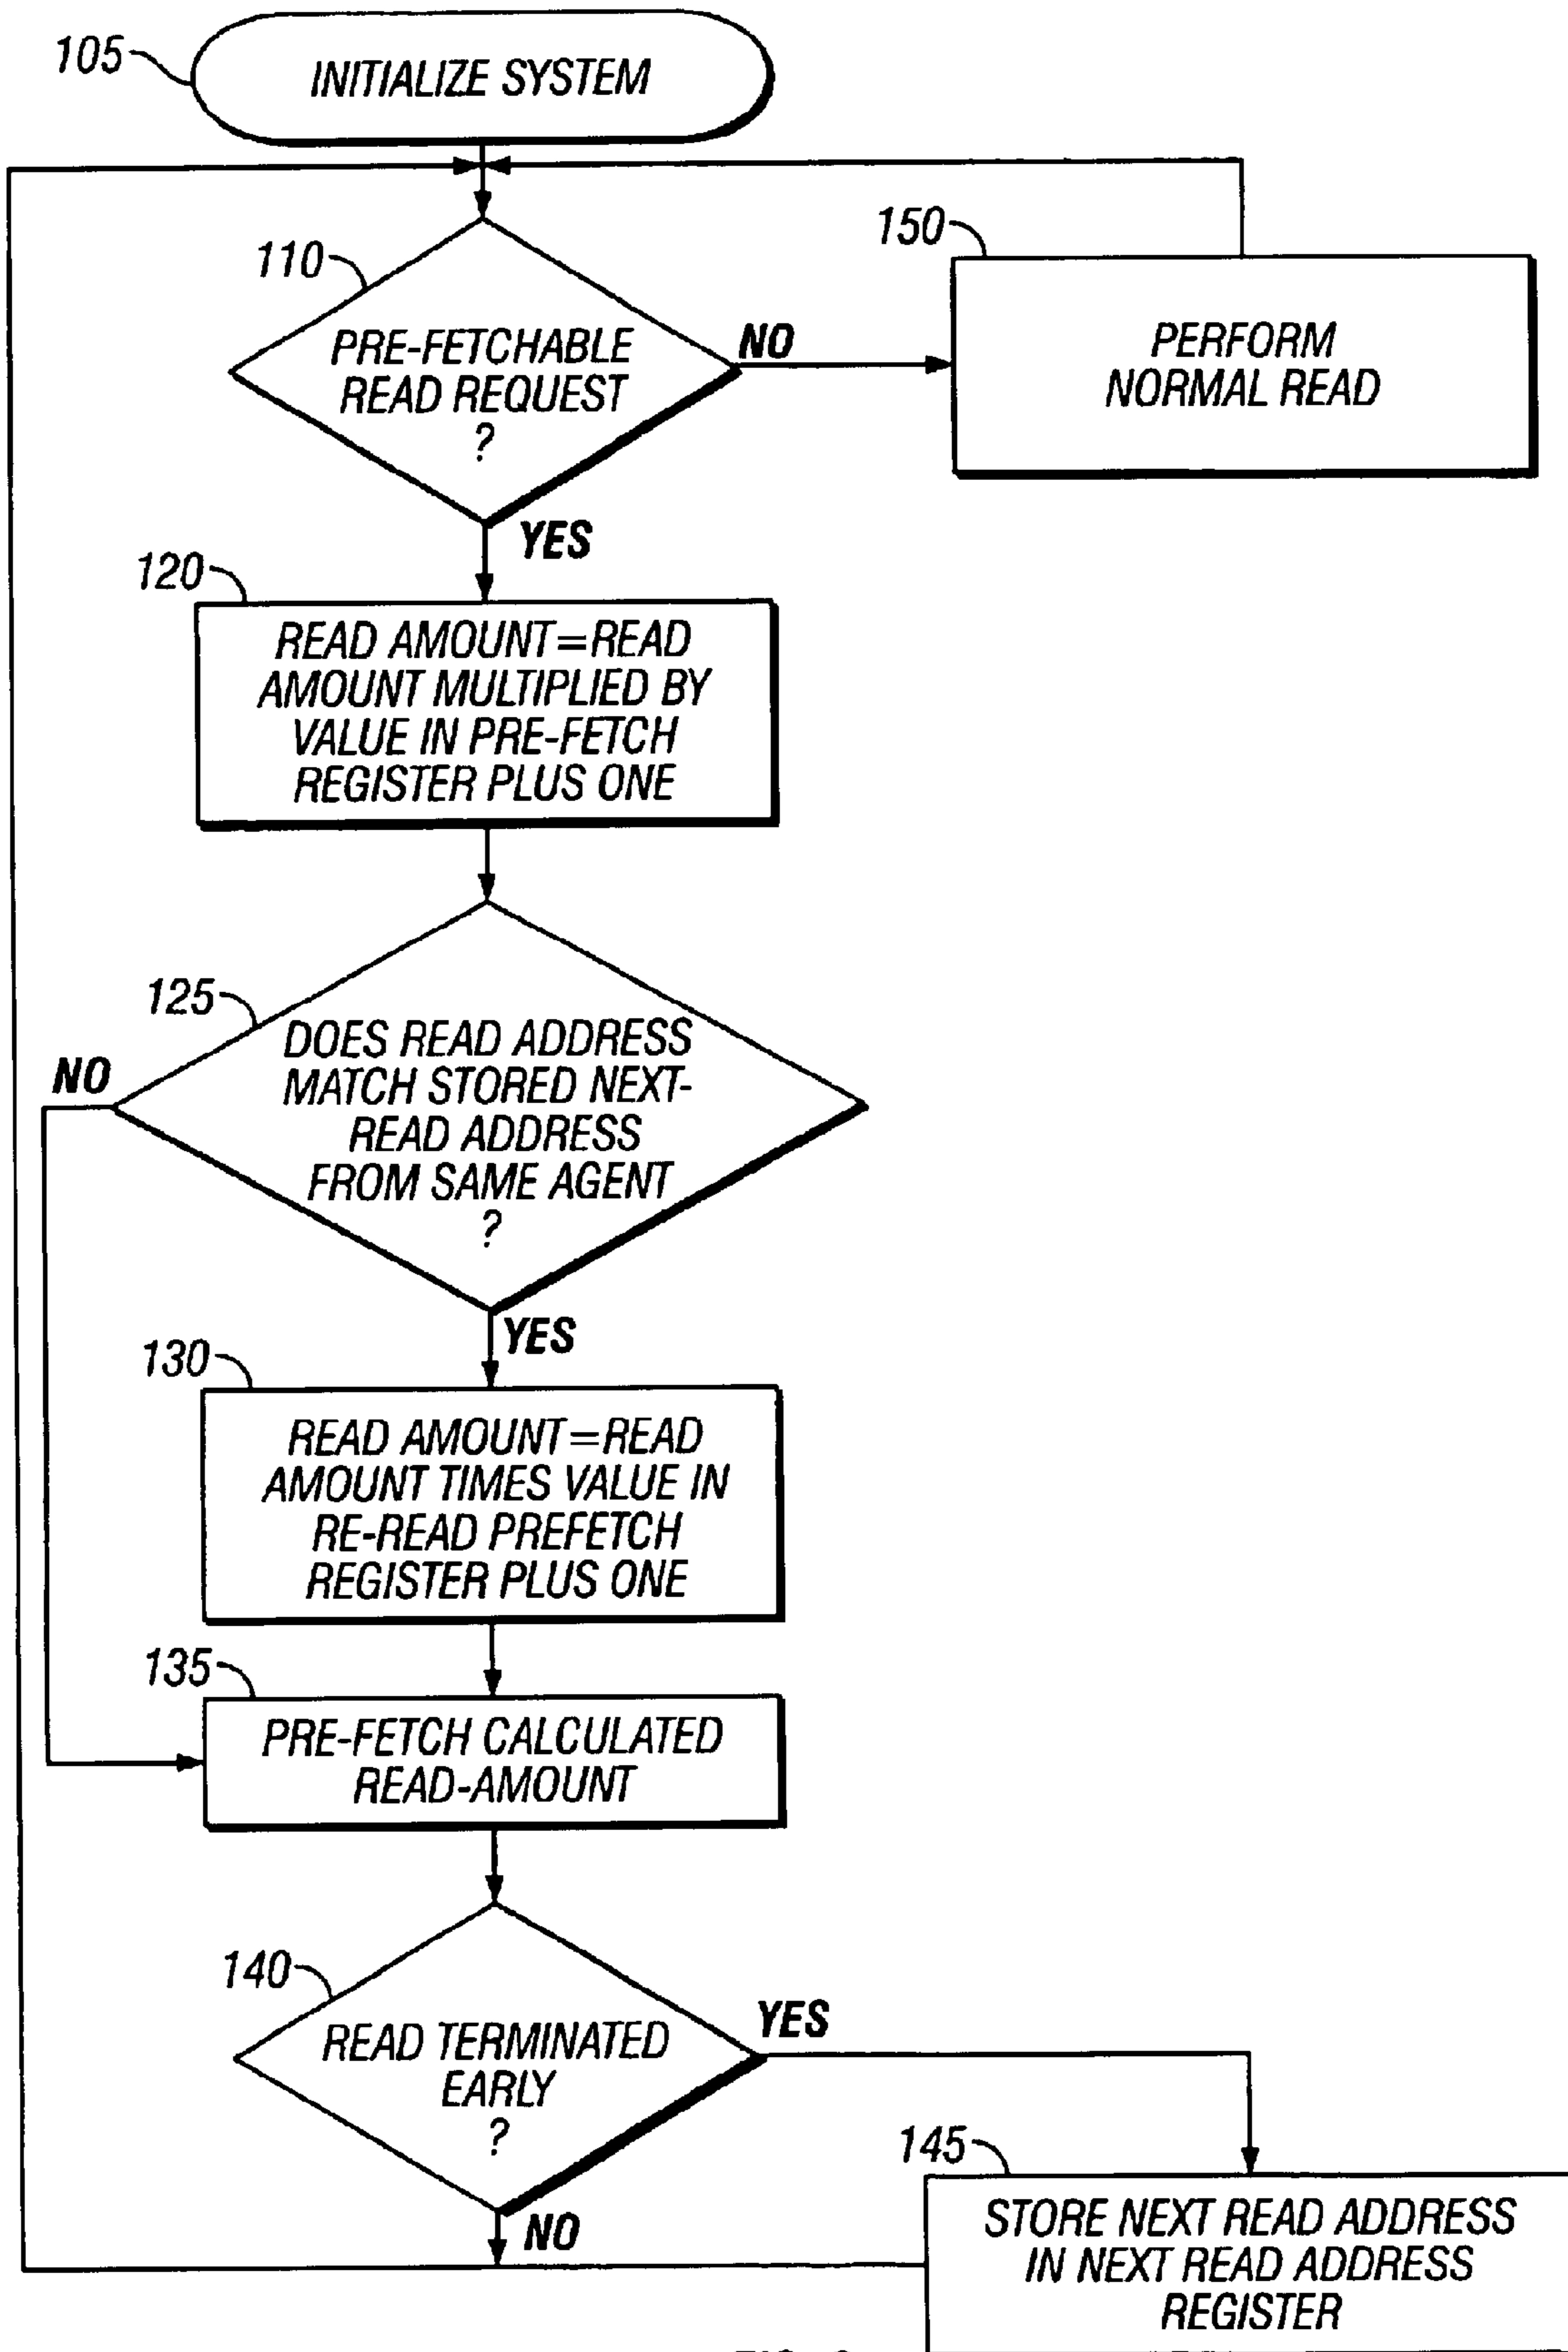 105
INITIALIZE SYSTEM
110
PRE-FETCHABLE
READ REQUEST
?
NO
150
PERFORM
NORMAL READ
YES
120
READ AMOUNT=READ
AMOUNT MULTIPLIED BY
VALUE IN PRE-FETCH
REGISTER PLUS ONE
125
DOES READ ADDRESS
MATCH STORED NEXT-
READ ADDRESS
FROM SAME AGENT
?
NO
YES
130
READ AMOUNT=READ
AMOUNT TIMES VALUE IN
RE-READ PREFETCH
REGISTER PLUS ONE
135
PRE-FETCH CALCULATED
READ-AMOUNT
140
READ TERMINATED
EARLY
?
YES
NO
145
STORE NEXT READ ADDRESS
IN NEXT READ ADDRESS
REGISTER